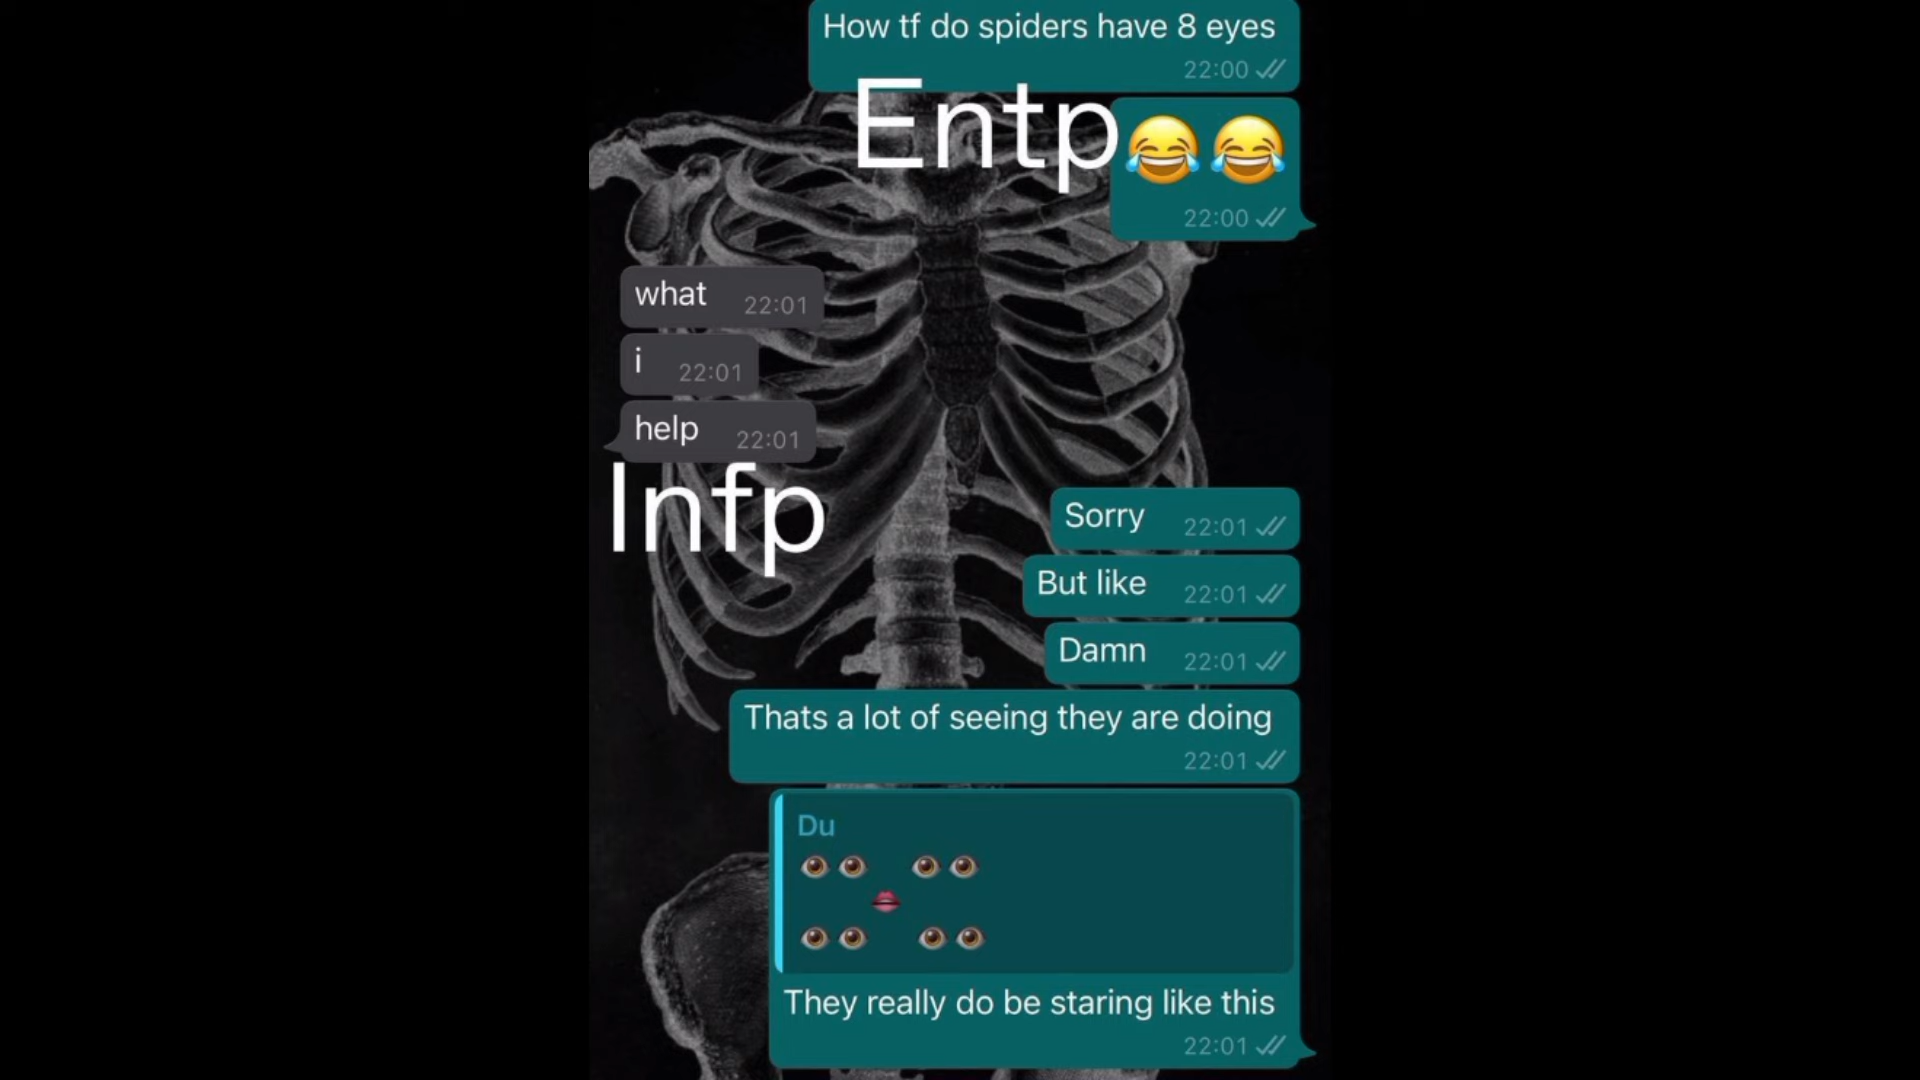 How tf do spiders have 8 eyes
22:00
Entp
😂😂
22:00
what 22:01
i 22:01
help 22:01
Infp
Sorry 22:01
But like 22:01
Damn 22:01
Thats a lot of seeing they are doing
22:01
Du
👁👁 👁👁
👄
👁👁 👁👁
They really do be staring like this
22:01